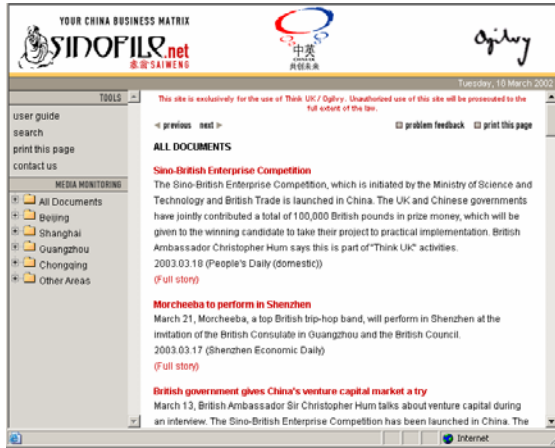 YOUR CHINA BUSINESS MATRIX
SINOFILE.net
赛翁SAIWENG
中英
共创未来
Ogilvy
Tuesday, 18 March 2002
TOOLS
user guide
search
print this page
contact us
MEDIA MONITORING
All Documents
Beijing
Shanghai
Guangzhou
Chongqing
Other Areas
This site is exclusively for the use of Think UK / Ogilvy. Unauthorized use of this site will be prosecuted to the
full extent of the law.
previous next
problem feedback print this page
ALL DOCUMENTS
Sino-British Enterprise Competition
The Sino-British Enterprise Competition, which is initiated by the Ministry of Science and
Technology and British Trade is launched in China. The UK and Chinese governments
have jointly contributed a total of 100,000 British pounds in prize money, which will be
given to the winning candidate to take their project to practical implementation. British
Ambassador Christopher Hum says this is part of "Think UK" activities.
2003.03.18 (People's Daily (domestic))
(Full story)
Morcheeba to perform in Shenzhen
March 21, Morcheeba, a top British trip-hop band, will perform in Shenzhen at the
invitation of the British Consulate in Guangzhou and the British Council.
2003.03.17 (Shenzhen Economic Daily)
(Full story)
British government gives China's venture capital market a try
March 13, British Ambassador Sir Christopher Hum talks about venture capital during
an interview. The Sino-British Enterprise Competition has been launched in China. The
Internet